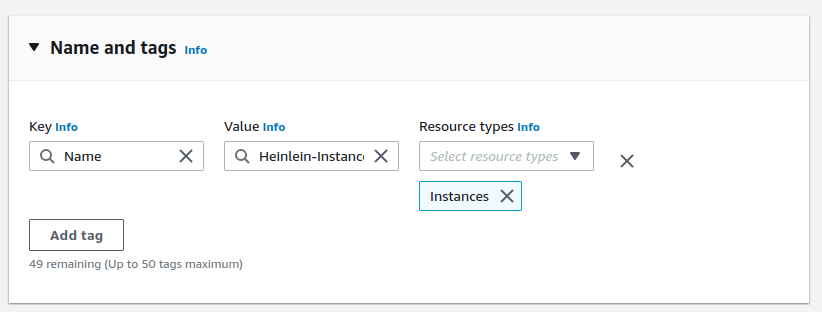 Name and tags Info
Key Info
Value Info
Resource types Info
Name
Heinlein-Instanc
Select resource types
Instances
Add tag
49 remaining (Up to 50 tags maximum)